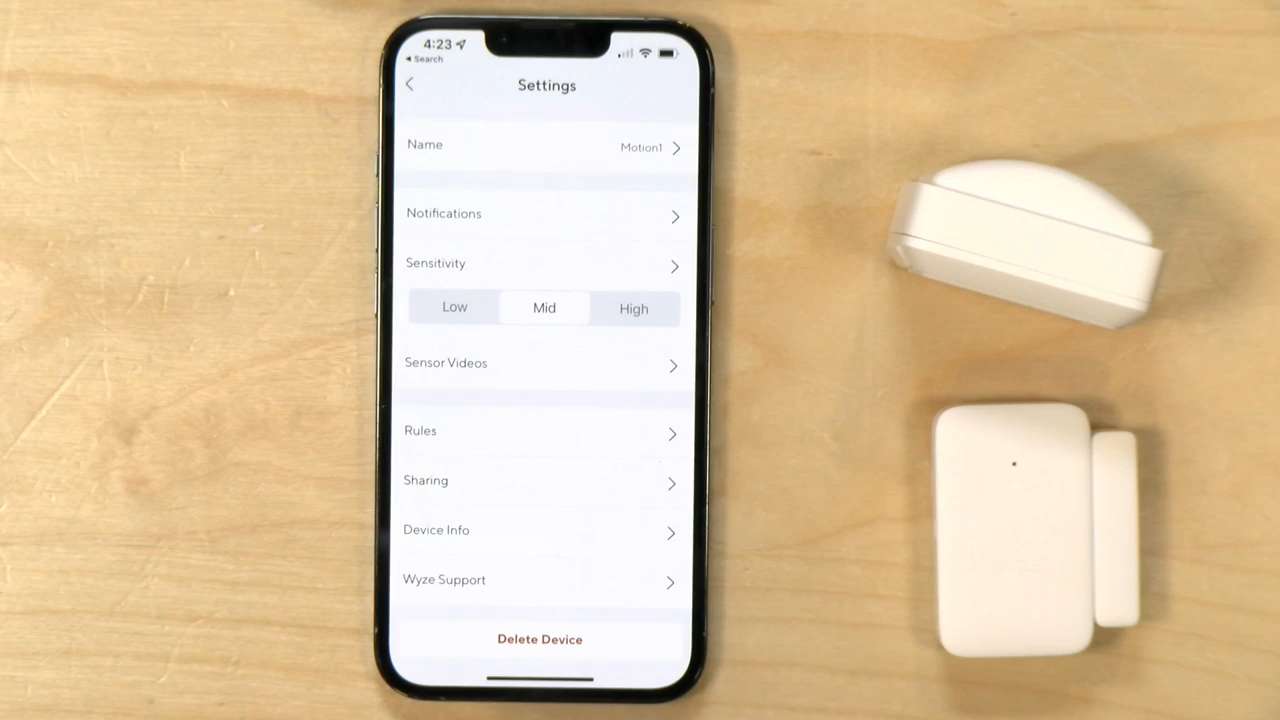 4:23
Search
Settings
Name Motion1
Notifications
Sensitivity
Low Mid High
Sensor Videos
Rules
Sharing
Device Info
Wyze Support
Delete Device